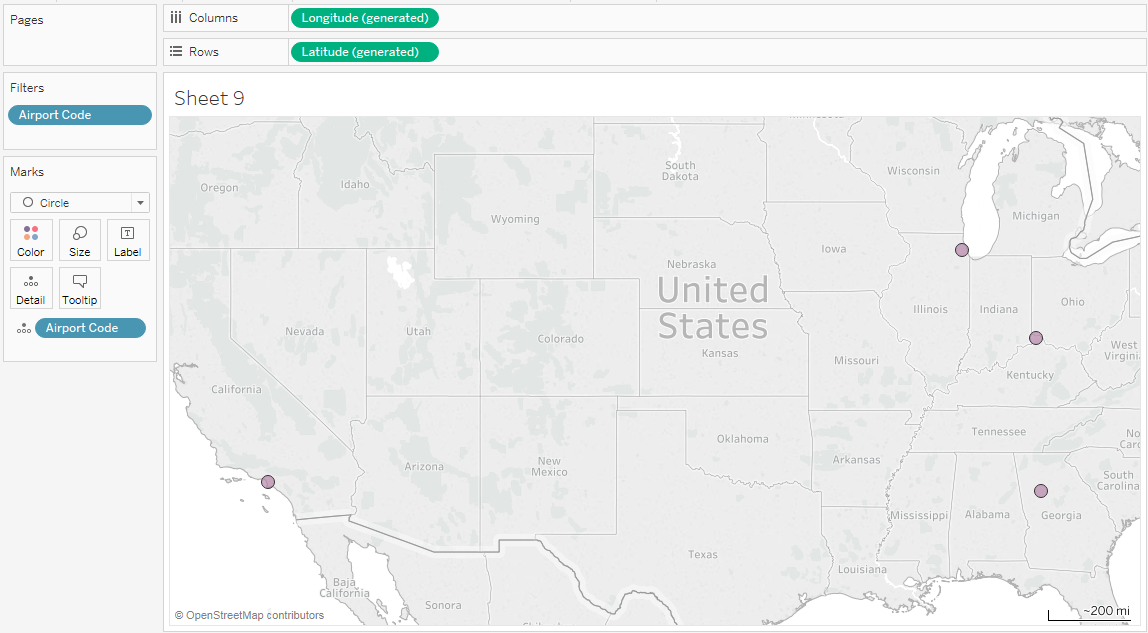 Pages
Columns
Longitude (generated)
Rows
Latitude (generated)
Filters
Airport Code
Marks
Circle
Color
Size
Label
Detail
Tooltip
Airport Code
Sheet 9
Oregon
Idaho
Wyoming
South
Dakota
Wisconsin
Michigan
Iowa
Nebraska
United
States
Illinois
Indiana
Ohio
Nevada
Utah
Colorado
Kansas
Missouri
West
Virginia
California
Kentucky
Arizona
New
Mexico
Oklahoma
Arkansas
Tennessee
No
Caro
South
Carolina
Mississippi
Alabama
Georgia
Texas
Louisiana
Baja
California
Sonora
© OpenStreetMap contributors
~200 mi